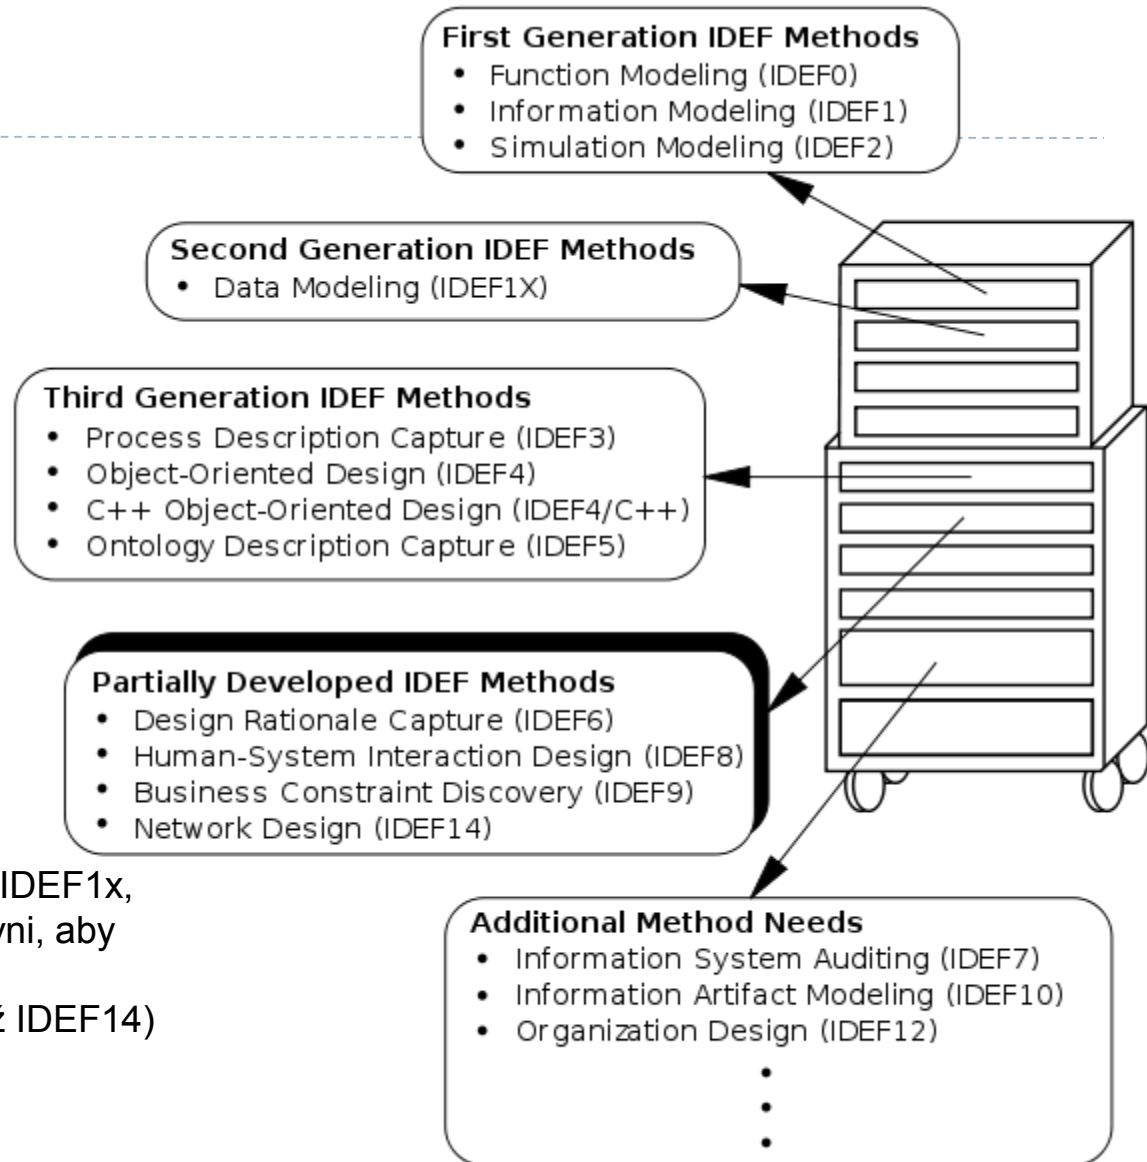 First Generation IDEF Methods
• Function Modeling (IDEF0)
• Information Modeling (IDEF1)
• Simulation Modeling (IDEF2)
Second Generation IDEF Methods
• Data Modeling (IDEF1X)
Third Generation IDEF Methods
• Process Description Capture (IDEF3)
• Object-Oriented Design (IDEF4)
• C++ Object-Oriented Design (IDEF4/C++)
• Ontology Description Capture (IDEF5)
Partially Developed IDEF Methods
• Design Rationale Capture (IDEF6)
• Human-System Interaction Design (IDEF8)
• Business Constraint Discovery (IDEF9)
• Network Design (IDEF14)
IDEF1x,
ni, aby
ž IDEF14)
Additional Method Needs
• Information System Auditing (IDEF7)
• Information Artifact Modeling (IDEF10)
• Organization Design (IDEF12)
•
•
•